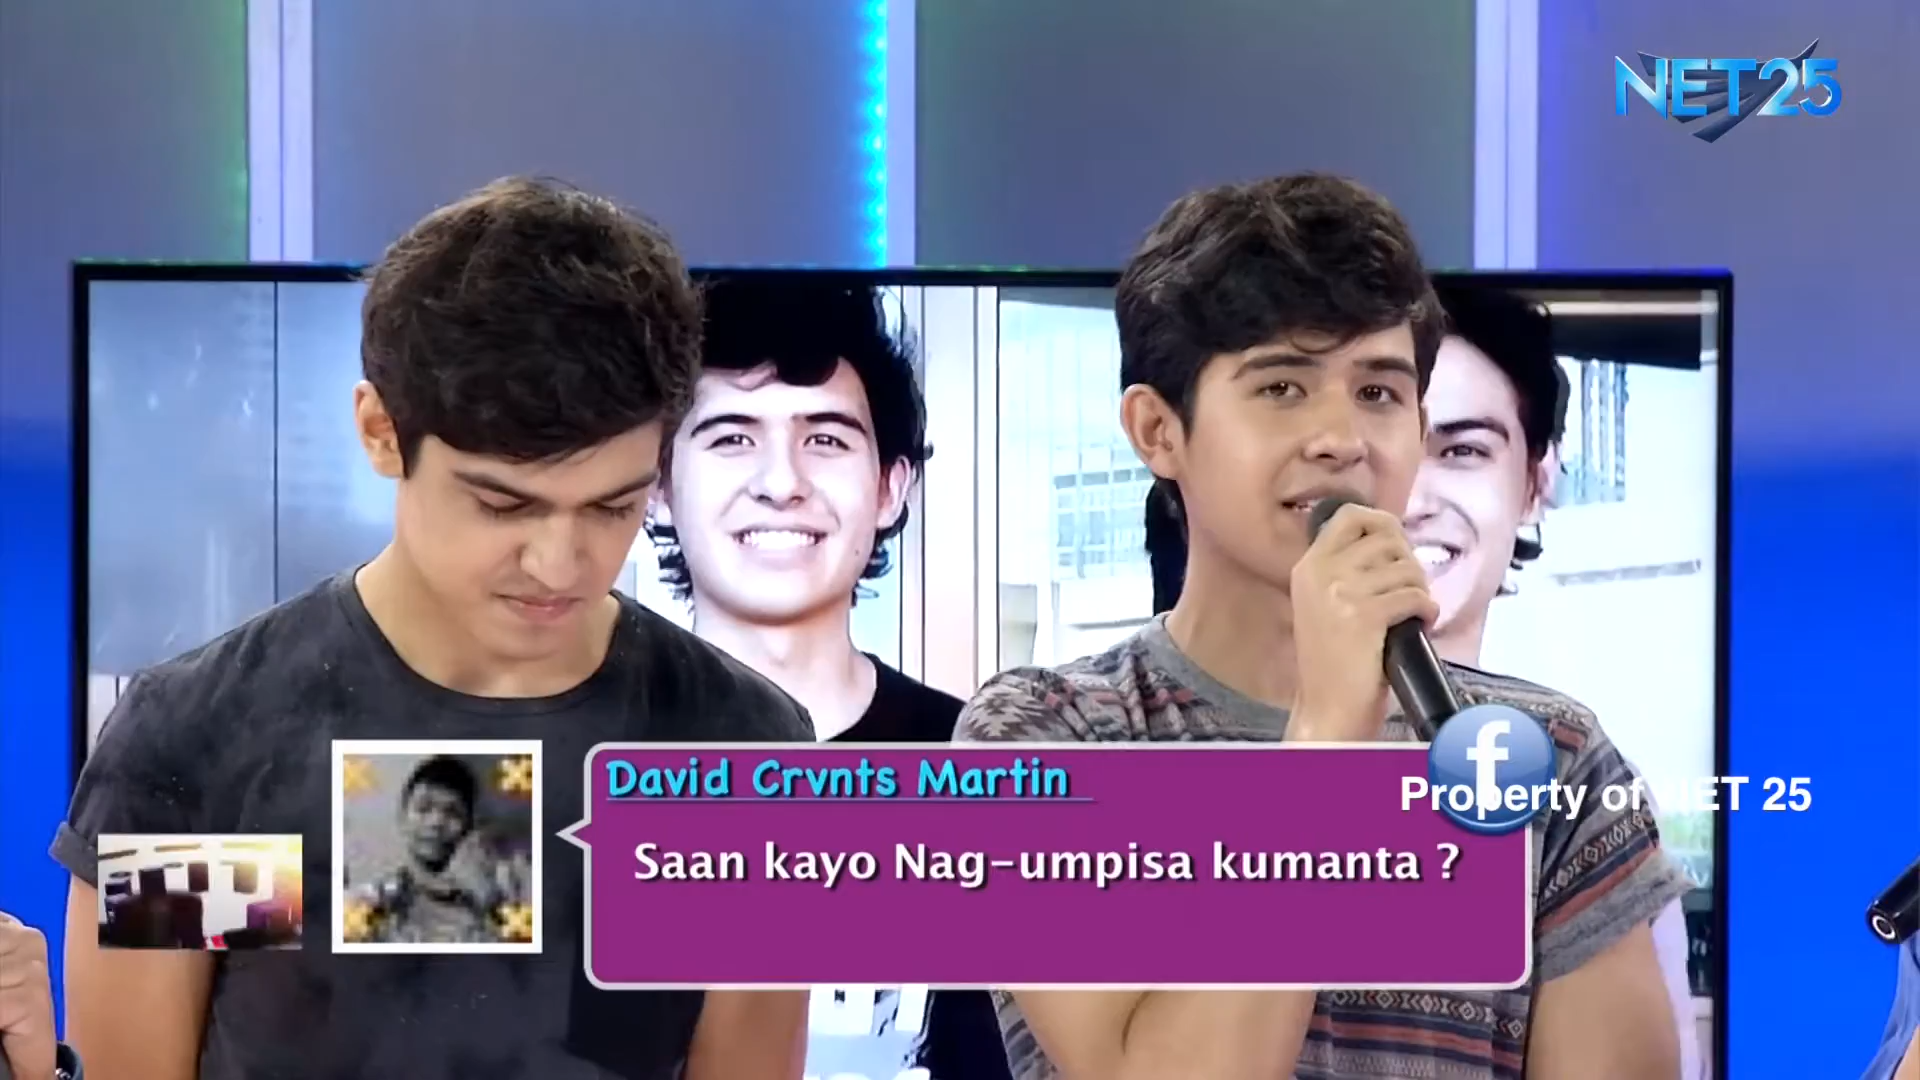 NET25
David Crvnts Martin
f
Property of NET 25
Saan kayo Nag-umpisa kumanta ?